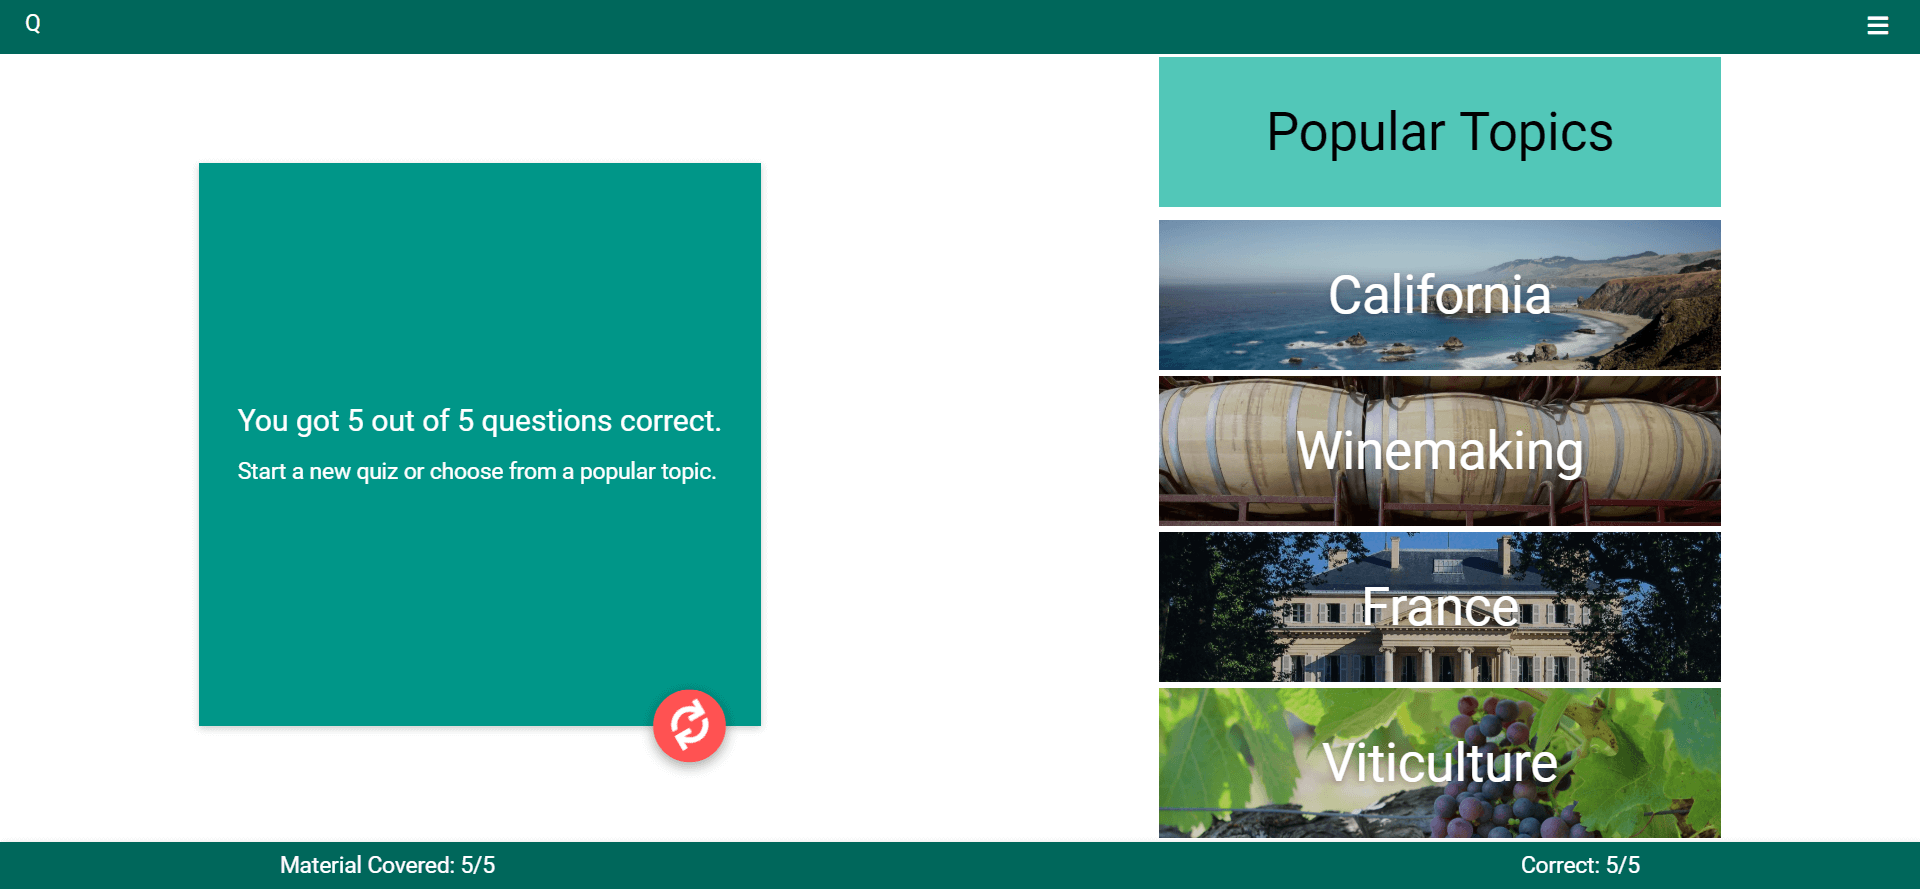 Q
You got 5 out of 5 questions correct.
Start a new quiz or choose from a popular topic.
Popular Topics
California
Winemaking
France
Viticulture
Material Covered: 5/5
Correct: 5/5